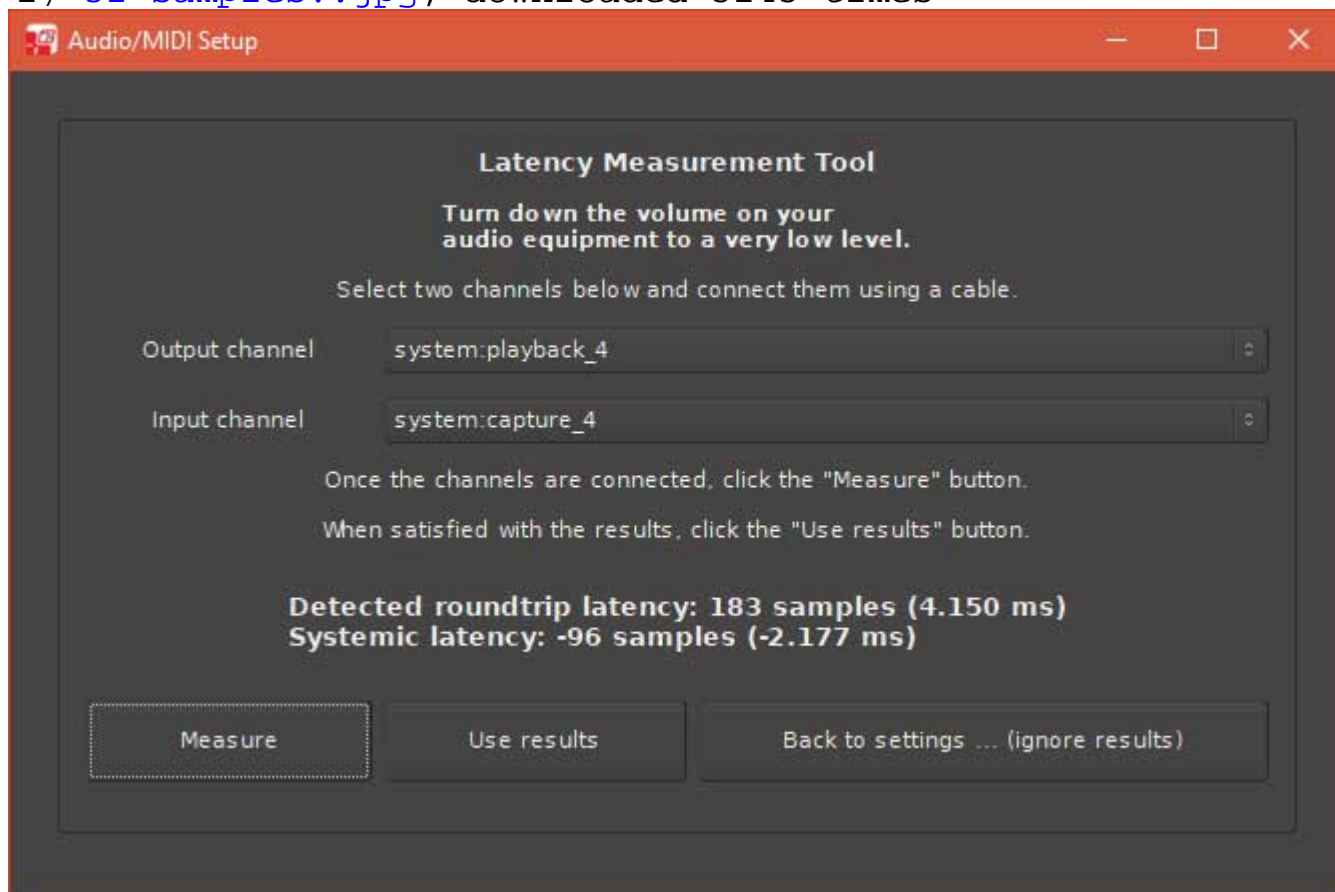 Audio/MIDI Setup
Latency Measurement Tool
Turn down the volume on your
audio equipment to a very low level.
Select two channels below and connect them using a cable.
Output channel system:playback_4
Input channel system:capture_4
Once the channels are connected, click the "Measure" button.
When satisfied with the results, click the "Use results" button.
Detected roundtrip latency: 183 samples (4.150 ms)
Systemic latency: -96 samples (-2.177 ms)
Measure Use results Back to settings ... (ignore results)